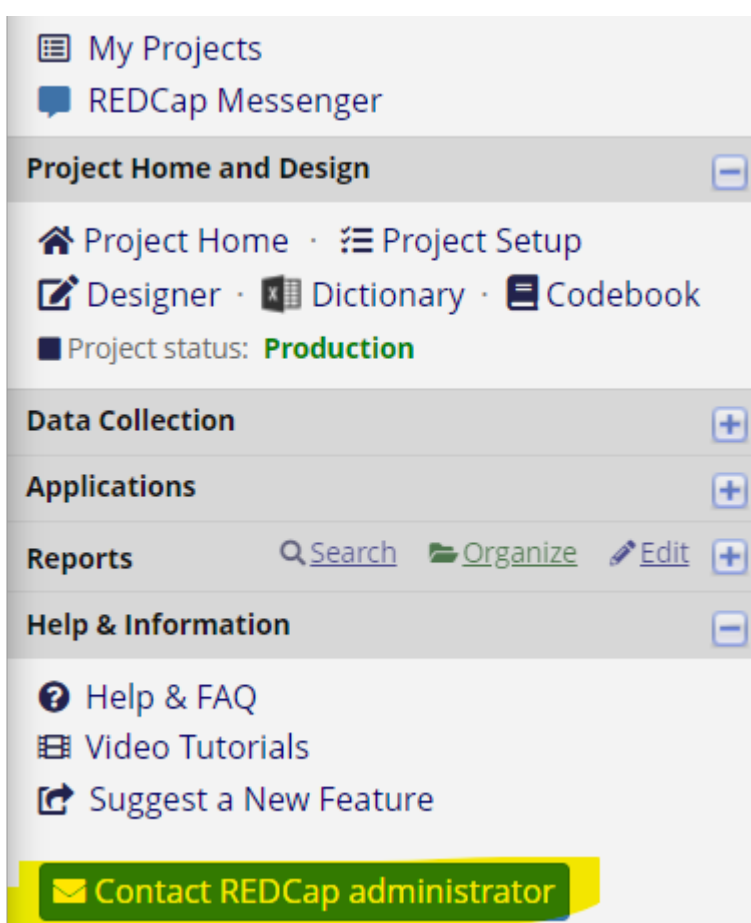 My Projects
REDCap Messenger
Project Home and Design
Project Home · Project Setup
Designer · Dictionary · Codebook
Project status: Production
Data Collection
Applications
Reports Search Organize Edit
Help & Information
Help & FAQ
Video Tutorials
Suggest a New Feature
Contact REDCap administrator